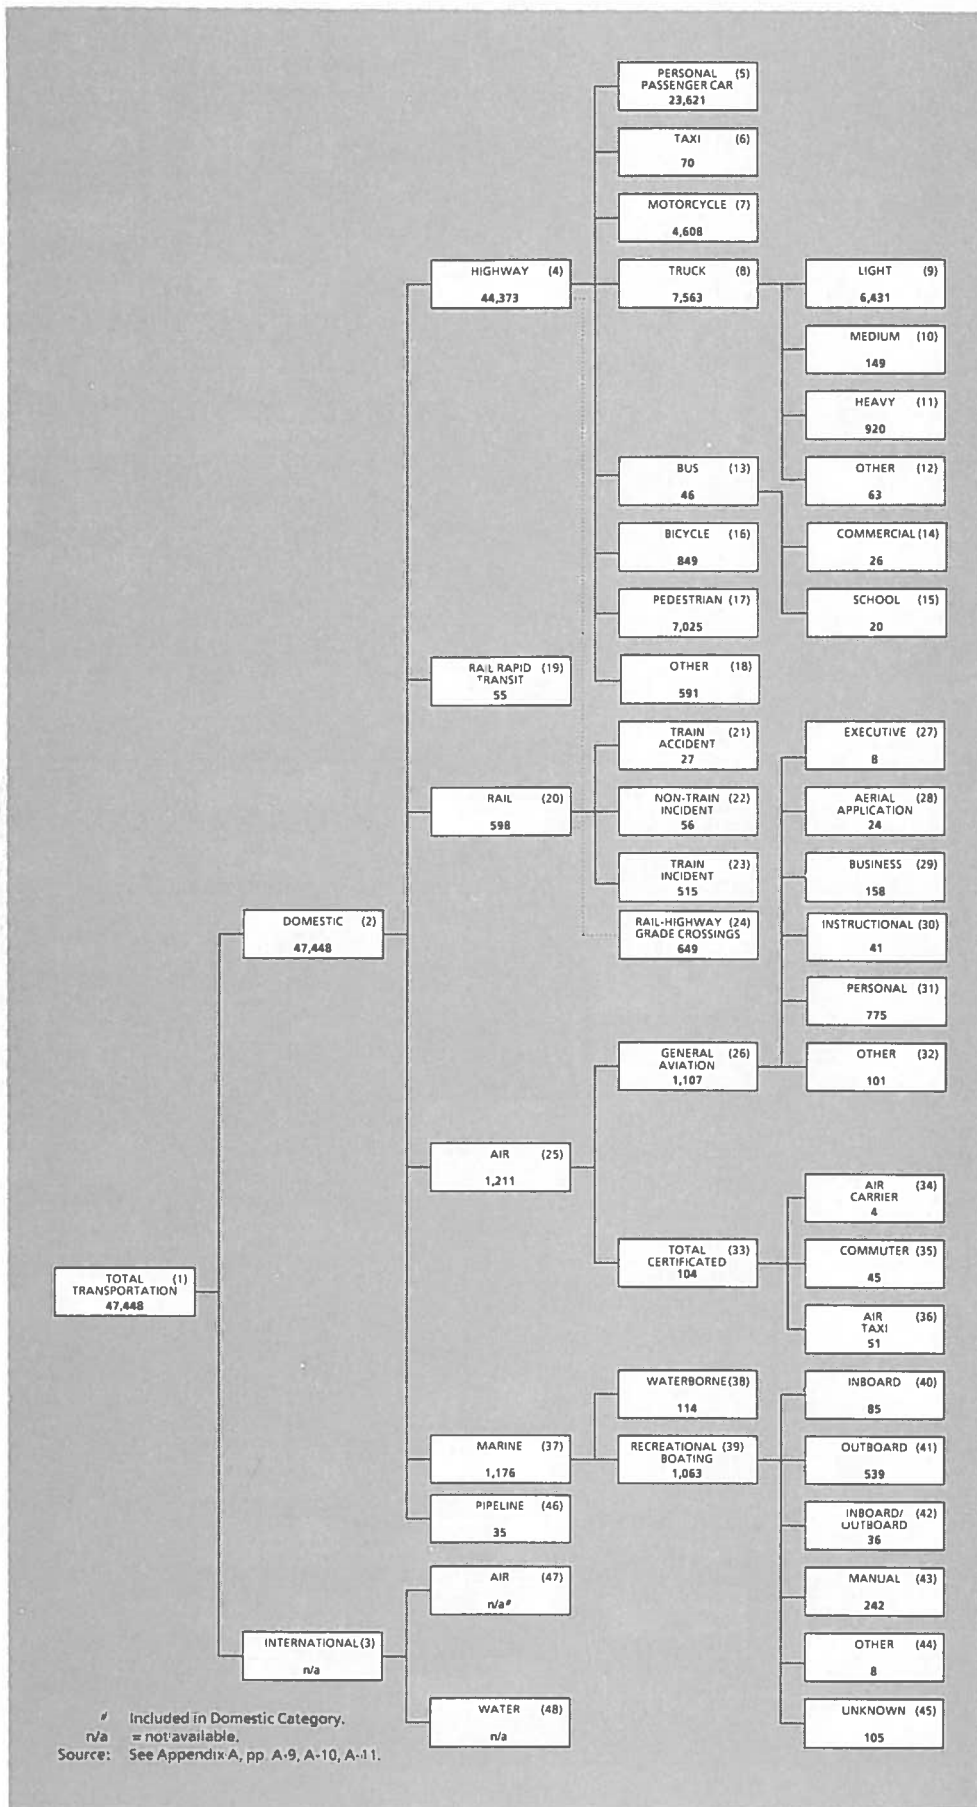 PERSONAL (5)
PASSENGER CAR
23,621
TAXI (6)
70
MOTORCYCLE (7)
4,608
HIGHWAY (4)
44,373
TRUCK (8)
7,563
LIGHT (9)
6,431
MEDIUM (10)
149
HEAVY (11)
920
OTHER (12)
63
BUS (13)
46
COMMERCIAL (14)
26
SCHOOL (15)
20
BICYCLE (16)
849
PEDESTRIAN (17)
7,025
OTHER (18)
591
RAIL RAPID (19)
TRANSIT
55
RAIL (20)
598
TRAIN (21)
ACCIDENT
27
NON-TRAIN (22)
INCIDENT
56
TRAIN (23)
INCIDENT
515
RAIL-HIGHWAY (24)
GRADE CROSSINGS
649
DOMESTIC (2)
47,448
EXECUTIVE (27)
8
AERIAL (28)
APPLICATION
24
BUSINESS (29)
158
INSTRUCTIONAL (30)
41
PERSONAL (31)
775
GENERAL (26)
AVIATION
1,107
OTHER (32)
101
AIR (25)
1,211
AIR (34)
CARRIER
4
TOTAL (33)
CERTIFICATED
104
COMMUTER (35)
45
AIR (36)
TAXI
51
TOTAL (1)
TRANSPORTATION
47,448
WATERBORNE (38)
114
MARINE (37)
1,176
RECREATIONAL (39)
BOATING
1,063
INBOARD (40)
85
OUTBOARD (41)
539
INBOARD/ (42)
OUTBOARD
36
MANUAL (43)
242
OTHER (44)
8
UNKNOWN (45)
105
PIPELINE (46)
35
AIR (47)
n/a#
INTERNATIONAL (3)
n/a
WATER (48)
n/a
# Included in Domestic Category.
n/a = not available.
Source: See Appendix A, pp. A-9, A-10, A-11.